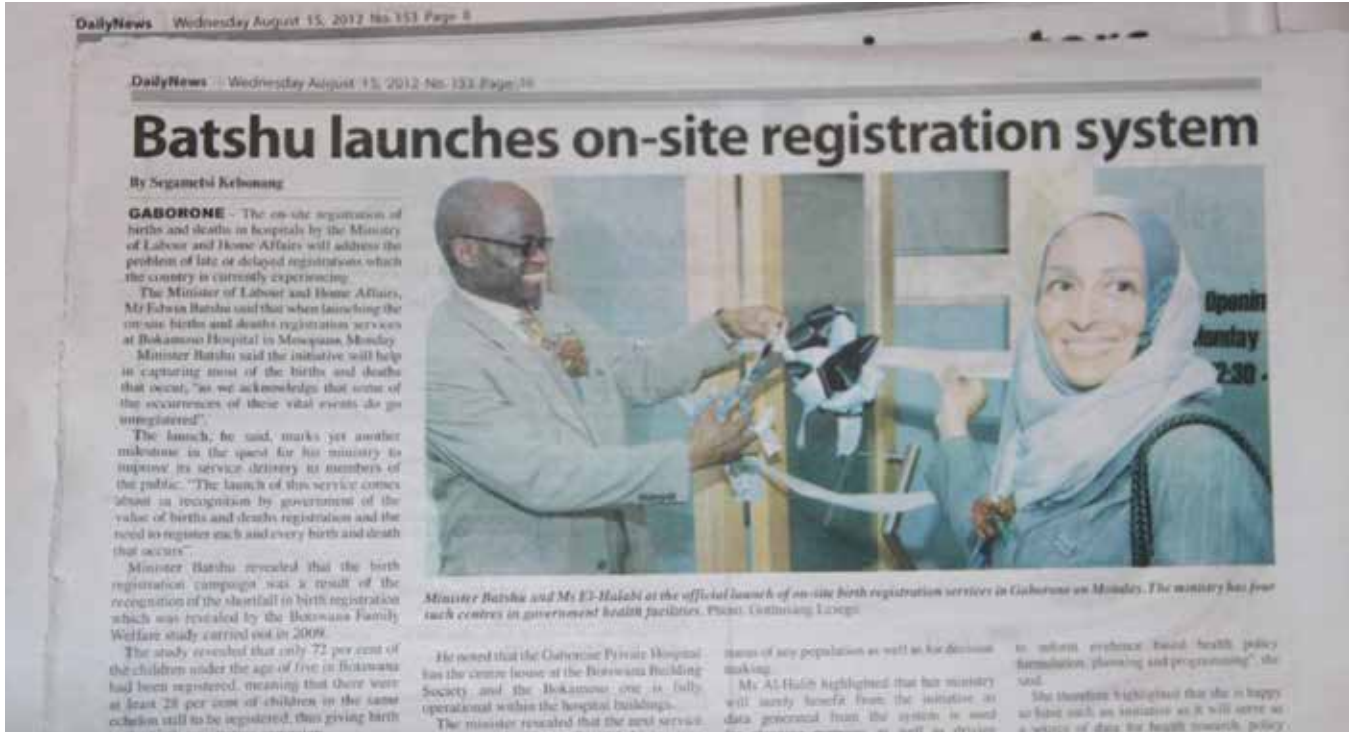 DailyNews Wednesday August 15, 2012 No. 153 Page 8
DailyNews Wednesday August 15, 2012 No. 153 Page
Batshu launches on-site registration system
By Segametsi Kebonang
GABORONE - The on-site registration of
births and deaths in hospitals by the Ministry
of Labour and Home Affairs will address the
problem of late or delayed registrations which
the country is currently experiencing.
The Minister of Labour and Home Affairs,
Mr Edwin Batshu said that when launching the
on-site births and deaths registration services
at Bokamoso Hospital in Mmopane, Monday
Minister Batshu said the initiative will help
in capturing most of the births and deaths
that occur, "as we acknowledge that some of
the occurrences of these vital events do go
unregistered".
The launch, he said, marks yet another
milestone in the quest for his ministry to
improve its service delivery to members of
the public. "The launch of this service comes
about in recognition by government of the
value of births and deaths registration and the
need to register each and every birth and death
that occurs"
Minister Batshu revealed that the birth
registration campaign was a result of the
recognition of the shortfall in birth registration
which was revealed by the Botswana Family
Welfare study carried out in 2009.
The study revealed that only 72 per cent of
the children under the age of five in Botswana
had been registered, meaning that there were
at least 28 per cent of children in the same
echelon still to be registered, thus giving birth
Openin
Monday
2:30 -
Minister Batshu and Ms El-Halabi at the official launch of on-site birth registration services in Gaborone on Monday. The ministry has four
such centres in government health facilities. Photo:
He noted that the Gaborone Private Hospital
has the centre house at the Botswana Building
Society and the Bokamoso one is fully
operational within the hospital buildings.
The minister revealed that the next service
of any population as well as for decision
making.
Ms Al-Halib highlighted that her ministry
will surely benefit from the initiative as
data generated from the system is used
as well as
to inform evidence based health policy
formulation, planning and programming", she
said.
She therefore highlighted that she is happy
to have such an initiative as it will serve as
a source of data for health research, policy